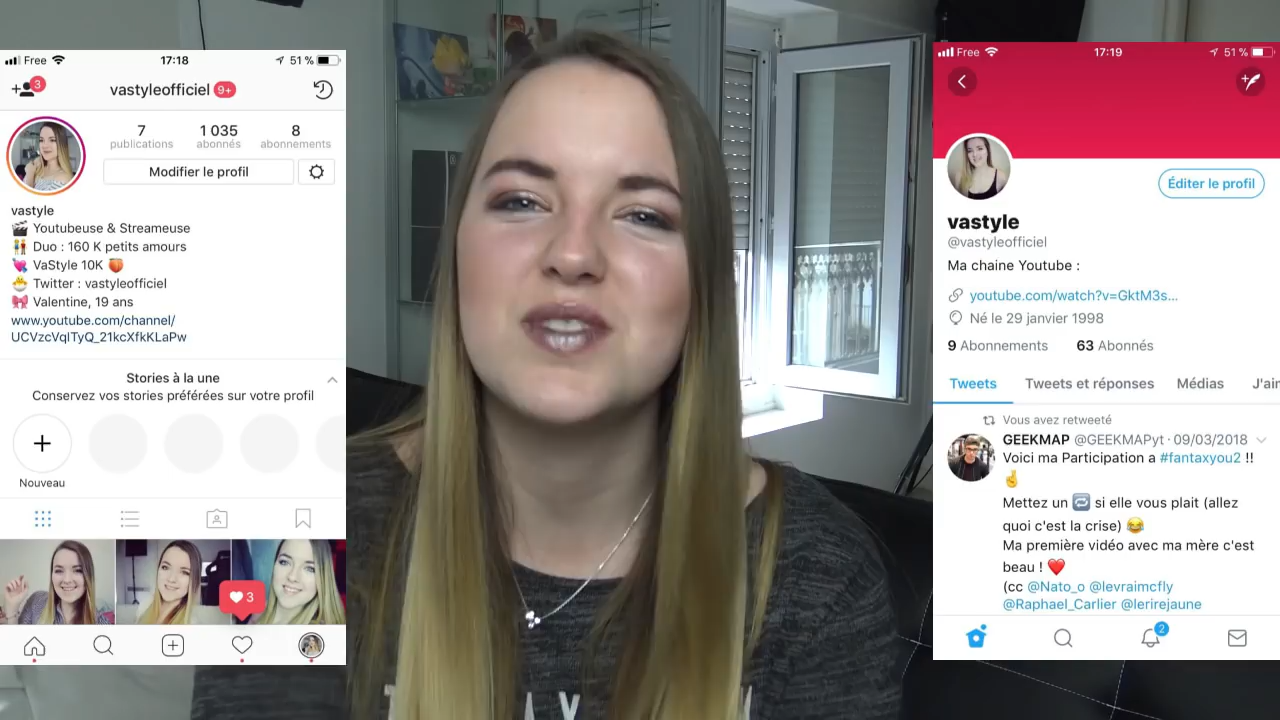 Free 17:18 51 %
3
vastyleofficiel 9+
7 1 035 8
publications abonnés abonnements
Modifier le profil
vastyle
🎬 Youtubeuse & Streameuse
👫 Duo : 160 K petits amours
💘 VaStyle 10K 🍑
🐣 Twitter : vastyleofficiel
🎀 Valentine, 19 ans
www.youtube.com/channel/
UCVzcVqlTyQ_21kcXfkKLaPw
Stories à la une
Conservez vos stories préférées sur votre profil
Nouveau
3
Free 17:19 51 %
Éditer le profil
vastyle
@vastyleofficiel
Ma chaine Youtube :
youtube.com/watch?v=GktM3s...
Né le 29 janvier 1998
9 Abonnements 63 Abonnés
Tweets Tweets et réponses Médias J'air
Vous avez retweeté
GEEKMAP @GEEKMAPyt · 09/03/2018
Voici ma Participation a #fantaxyou2 !!
🤞
Mettez un 🔁 si elle vous plait (allez
quoi c'est la crise) 😂
Ma première vidéo avec ma mère c'est
beau ! ❤️
(cc @Nato_o @levraimcfly
@Raphael_Carlier @lerirejaune
2